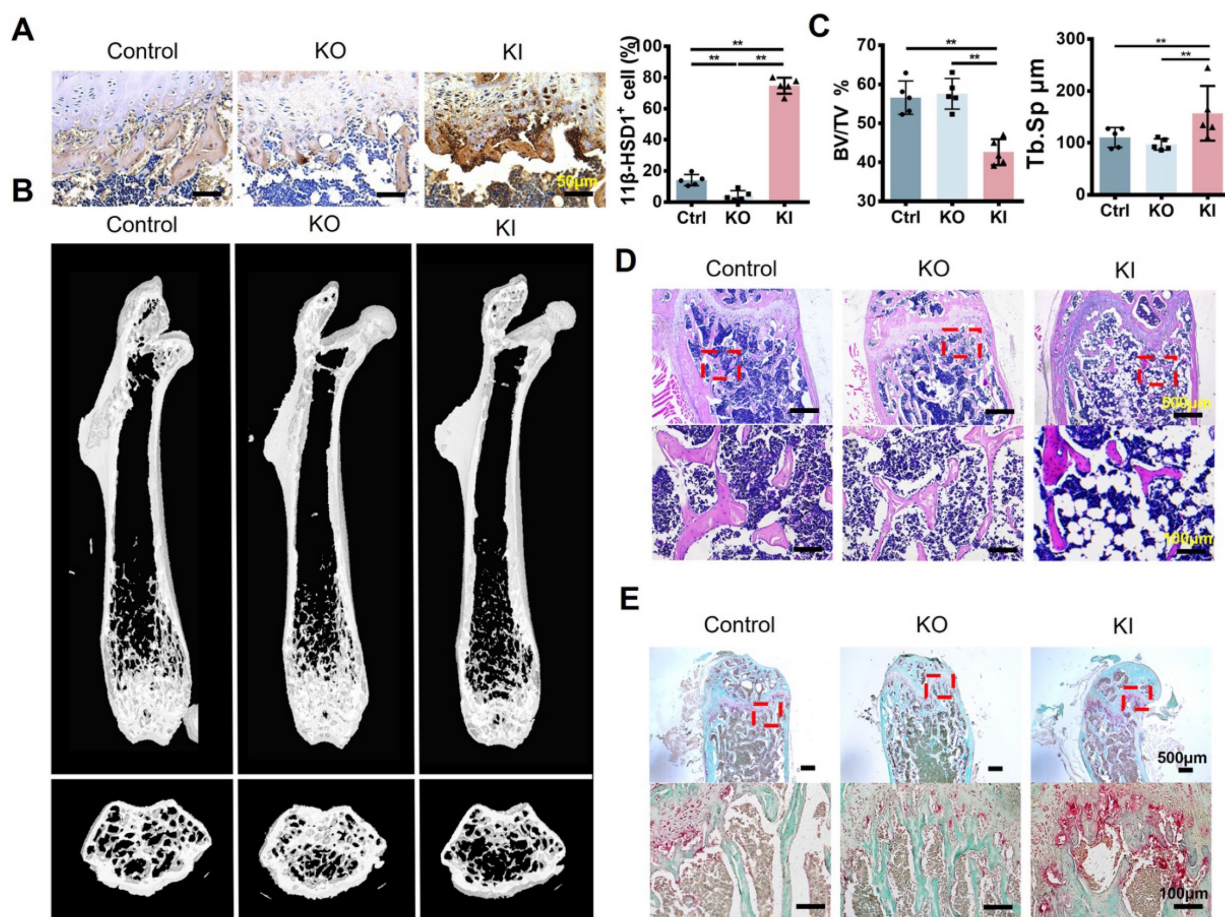 A
Control KO KI
50μm
11β-HSD1⁺ cell (%)
100
80
60
40
20
0
** ** **
Ctrl KO KI
C
BV/TV %
70
60
50
40
30
** **
Ctrl KO KI
Tb.Sp μm
300
200
100
0
** **
Ctrl KO KI
B
Control KO KI
D
Control KO KI
500μm
100μm
E
Control KO KI
500μm
100μm